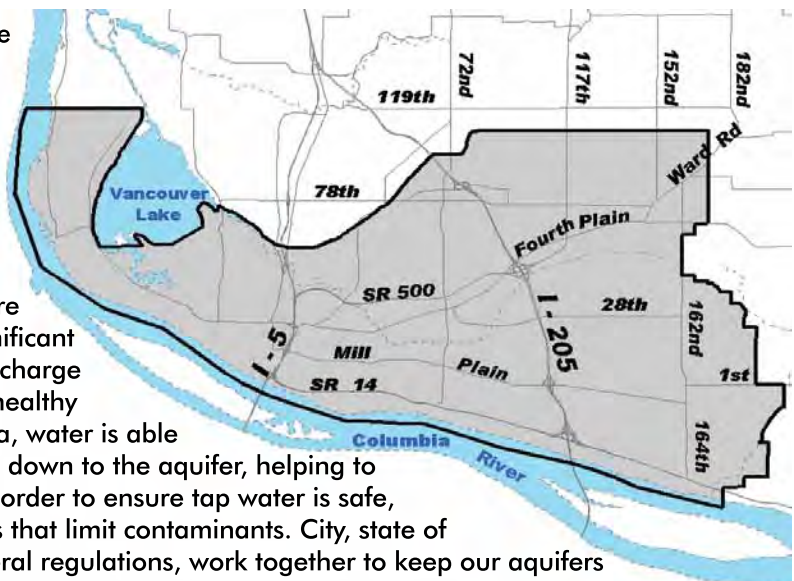 e
72nd
117th
152nd
182nd
119th
Ward Rd
Vancouver
Lake
78th
Fourth Plain
re
SR 500
I - 205
28th
nificant
I - 5
Mill
Plain
162nd
charge
SR 14
1st
healthy
164th
a, water is able
Columbia
River
down to the aquifer, helping to
order to ensure tap water is safe,
s that limit contaminants. City, state of
eral regulations, work together to keep our aquifers